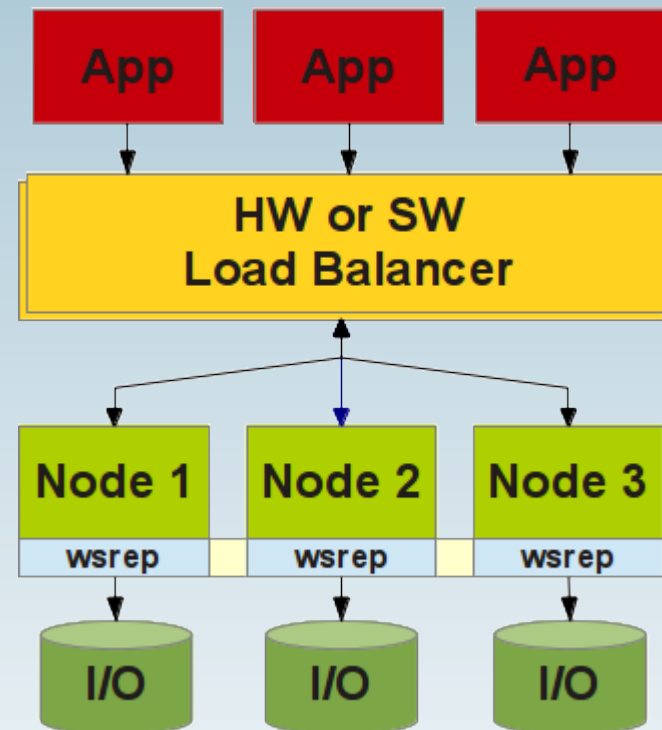 App
App
App
HW or SW
Load Balancer
Node 1
Node 2
Node 3
wsrep
wsrep
wsrep
I/O
I/O
I/O